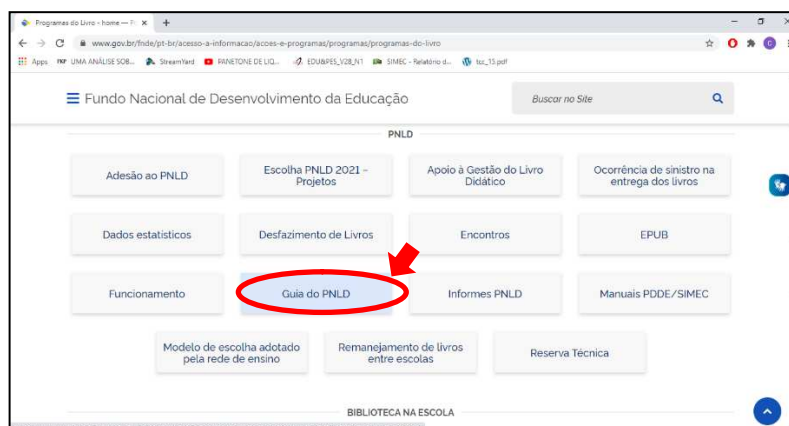 Programas do Livro - home —
www.gov.br/fnde/pt-br/acesso-a-informacao/acoes-e-programas/programas/programas-do-livro
Apps UMA ANÁLISE SOB... StreamYard PANETONE DE LIQ... EDU&PES_V28_N1 SIMEC - Relatório d... tcc_15.pdf
Fundo Nacional de Desenvolvimento da Educação Buscar no Site
PNLD
Adesão ao PNLD Escolha PNLD 2021 – Projetos Apoio à Gestão do Livro Didático Ocorrência de sinistro na entrega dos livros
Dados estatísticos Desfazimento de Livros Encontros EPUB
Funcionamento Guia do PNLD Informes PNLD Manuais PDDE/SIMEC
Modelo de escolha adotado pela rede de ensino Remanejamento de livros entre escolas Reserva Técnica
BIBLIOTECA NA ESCOLA